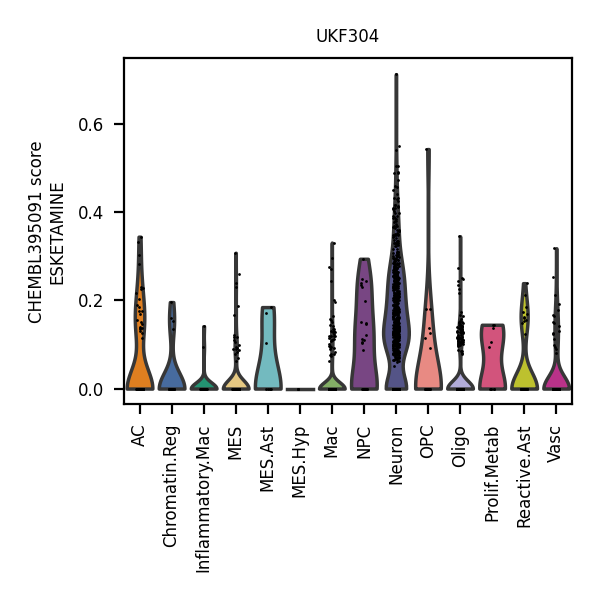 UKF304
CHEMBL395091 score
ESKETAMINE
0.6
0.4
0.2
0.0
AC
Chromatin.Reg
Inflammatory.Mac
MES
MES.Ast
MES.Hyp
Mac
NPC
Neuron
OPC
Oligo
Prolif.Metab
Reactive.Ast
Vasc